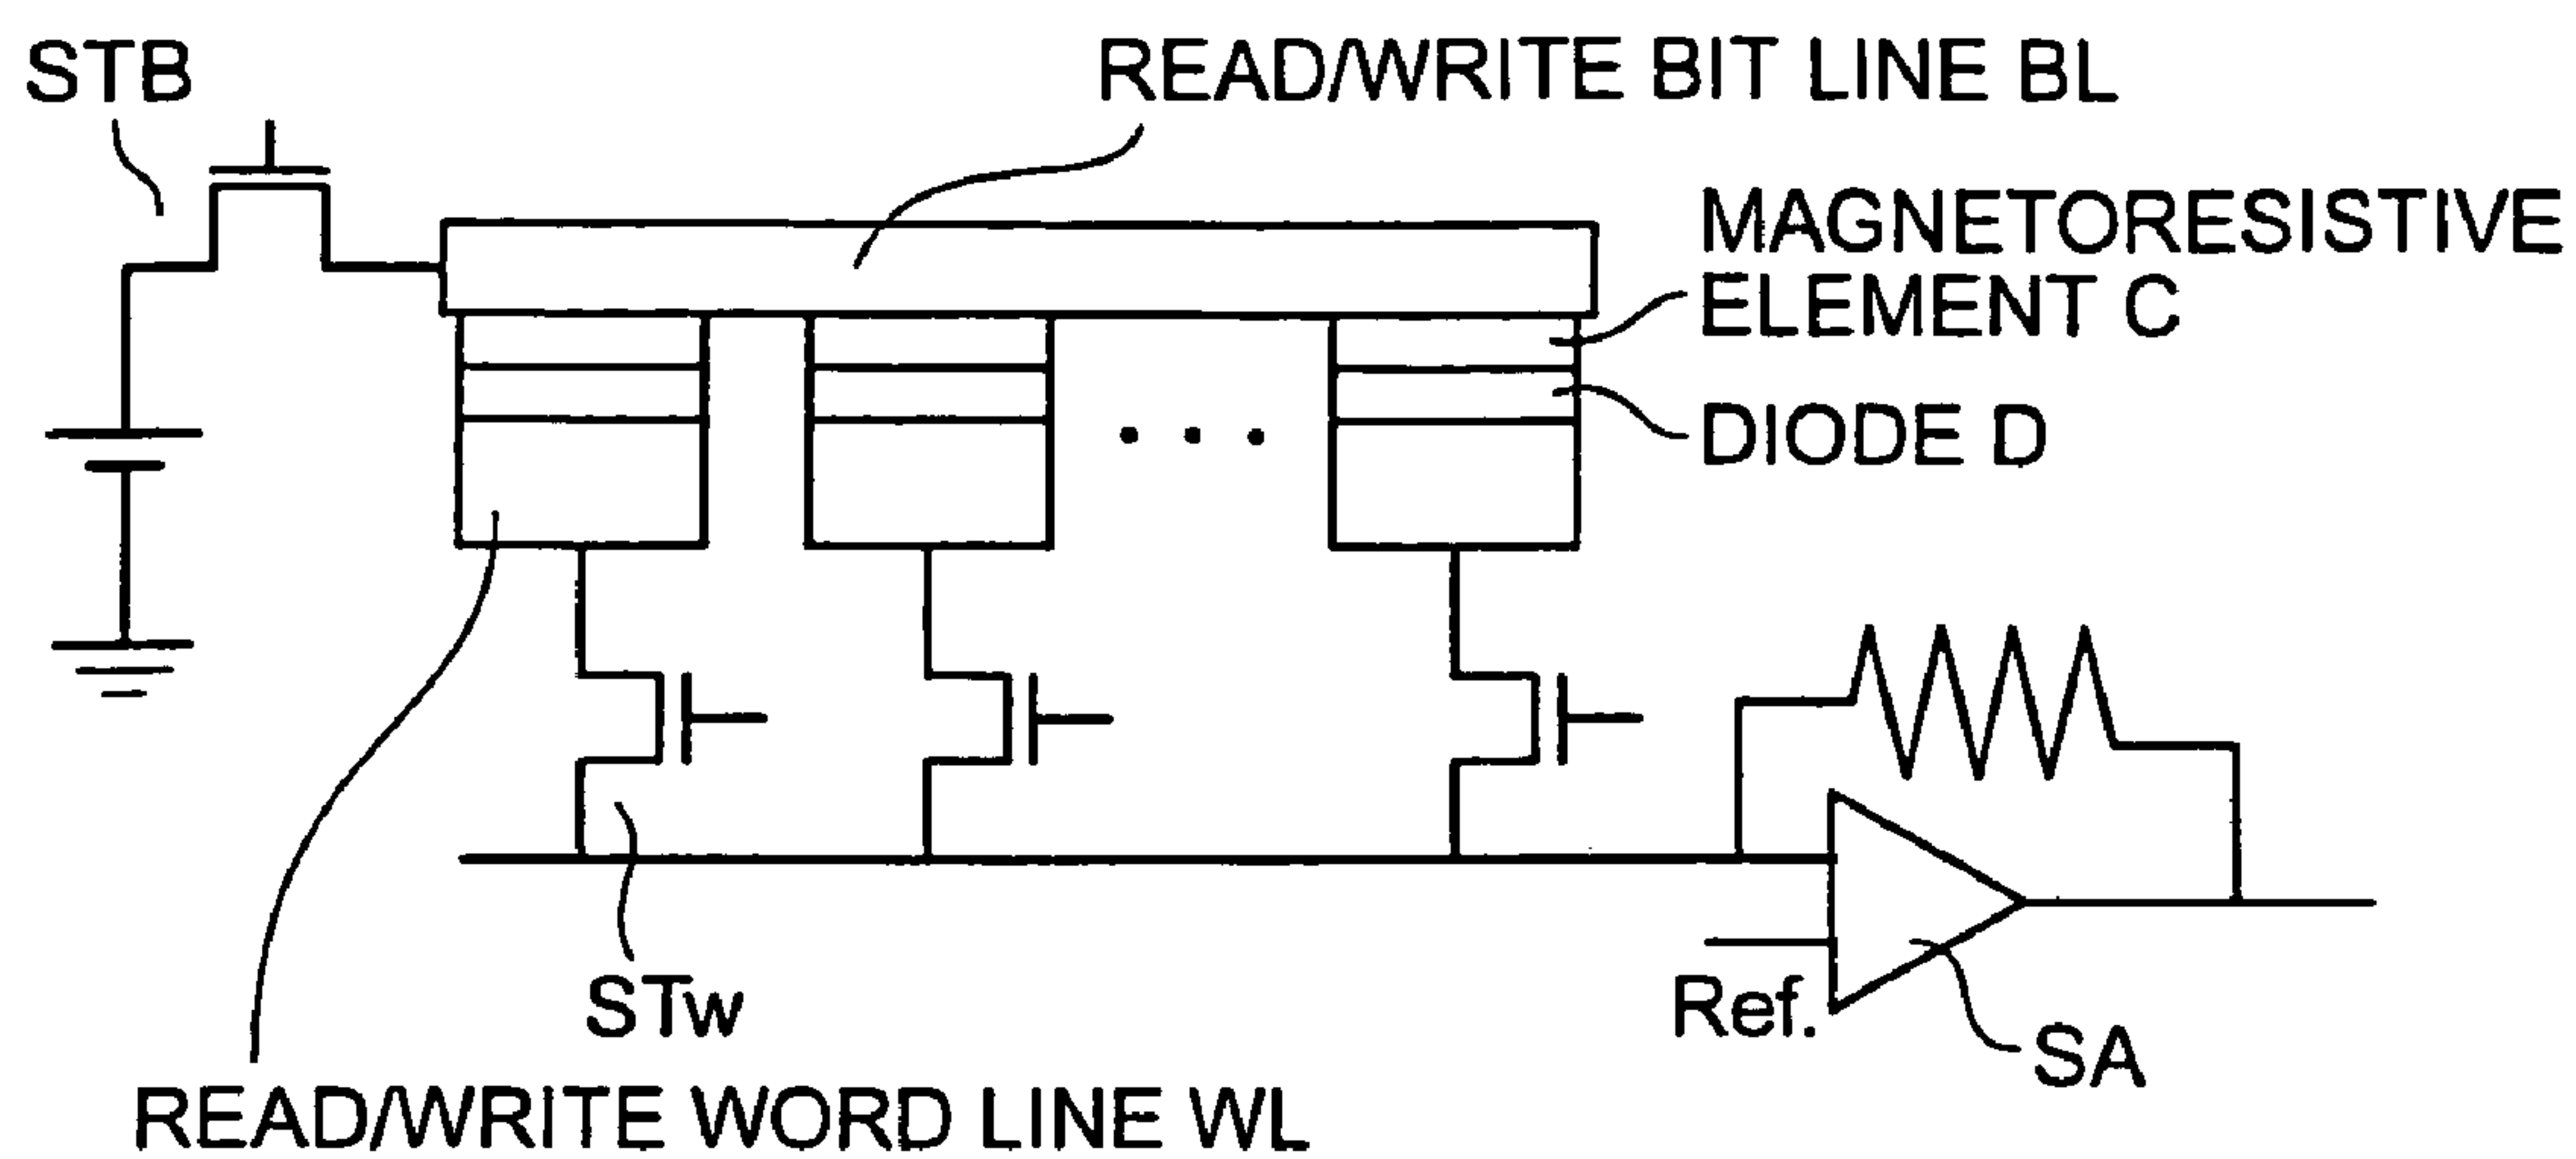 STB
READ/WRITE BIT LINE BL
MAGNETORESISTIVE
ELEMENT C
DIODE D
STw
Ref.
SA
READ/WRITE WORD LINE WL